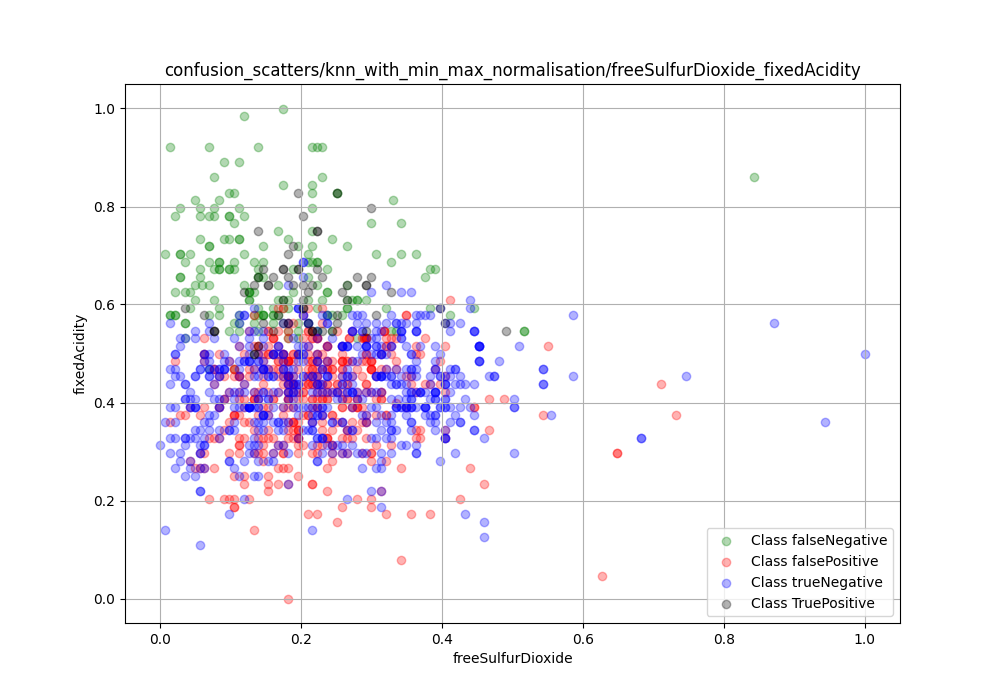 confusion_scatters/knn_with_min_max_normalisation/freeSulfurDioxide_fixedAcidity
1.0
0.8
0.6
0.4
0.2
0.0
fixedAcidity
0.0 0.2 0.4 0.6 0.8 1.0
freeSulfurDioxide
Class falseNegative
Class falsePositive
Class trueNegative
Class TruePositive